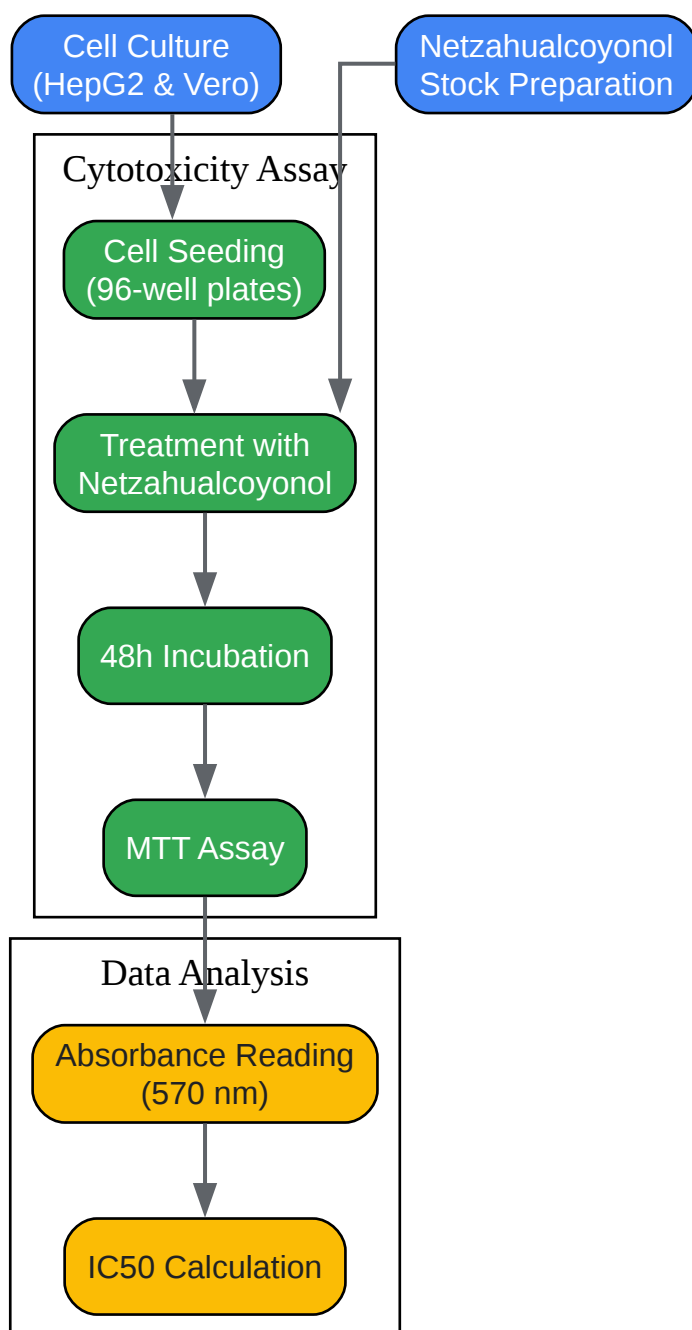 Cell Culture
(HepG2 & Vero)
Netzahualcoyonol
Stock Preparation
Cytotoxicity Assay
Cell Seeding
(96-well plates)
Treatment with
Netzahualcoyonol
48h Incubation
MTT Assay
Data Analysis
Absorbance Reading
(570 nm)
IC50 Calculation